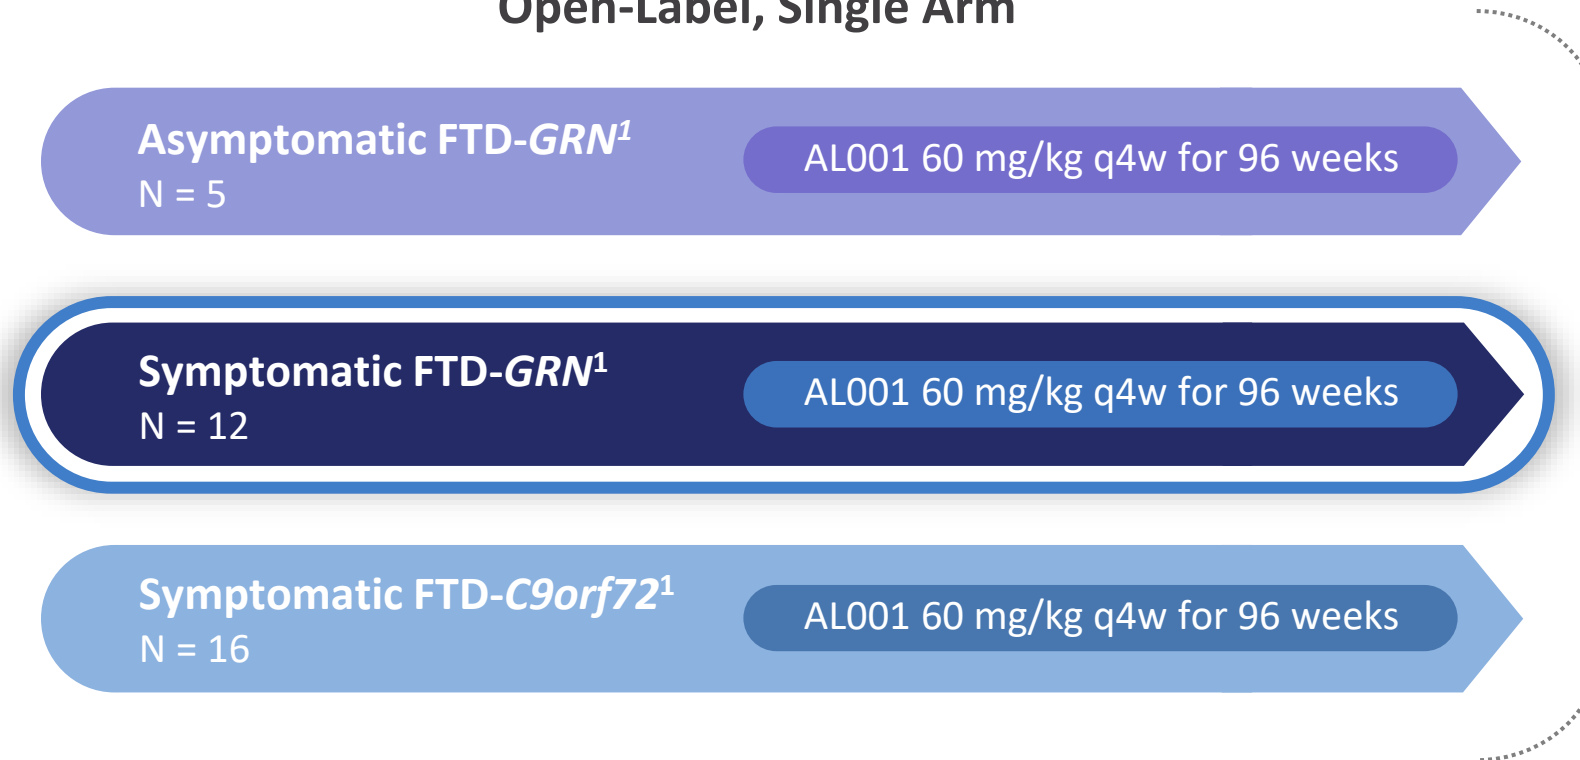 Open-Label, Single Arm
Asymptomatic FTD-GRN¹
N = 5
AL001 60 mg/kg q4w for 96 weeks
Symptomatic FTD-GRN¹
N = 12
AL001 60 mg/kg q4w for 96 weeks
Symptomatic FTD-C9orf72¹
N = 16
AL001 60 mg/kg q4w for 96 weeks